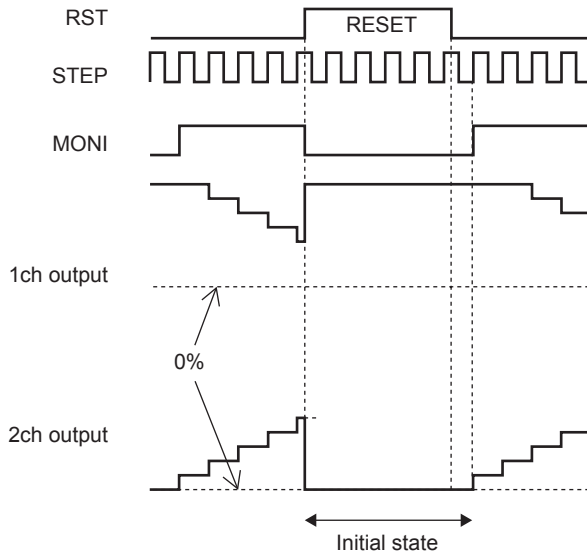 RST
RESET
STEP
MONI
1ch output
0%
2ch output
Initial state